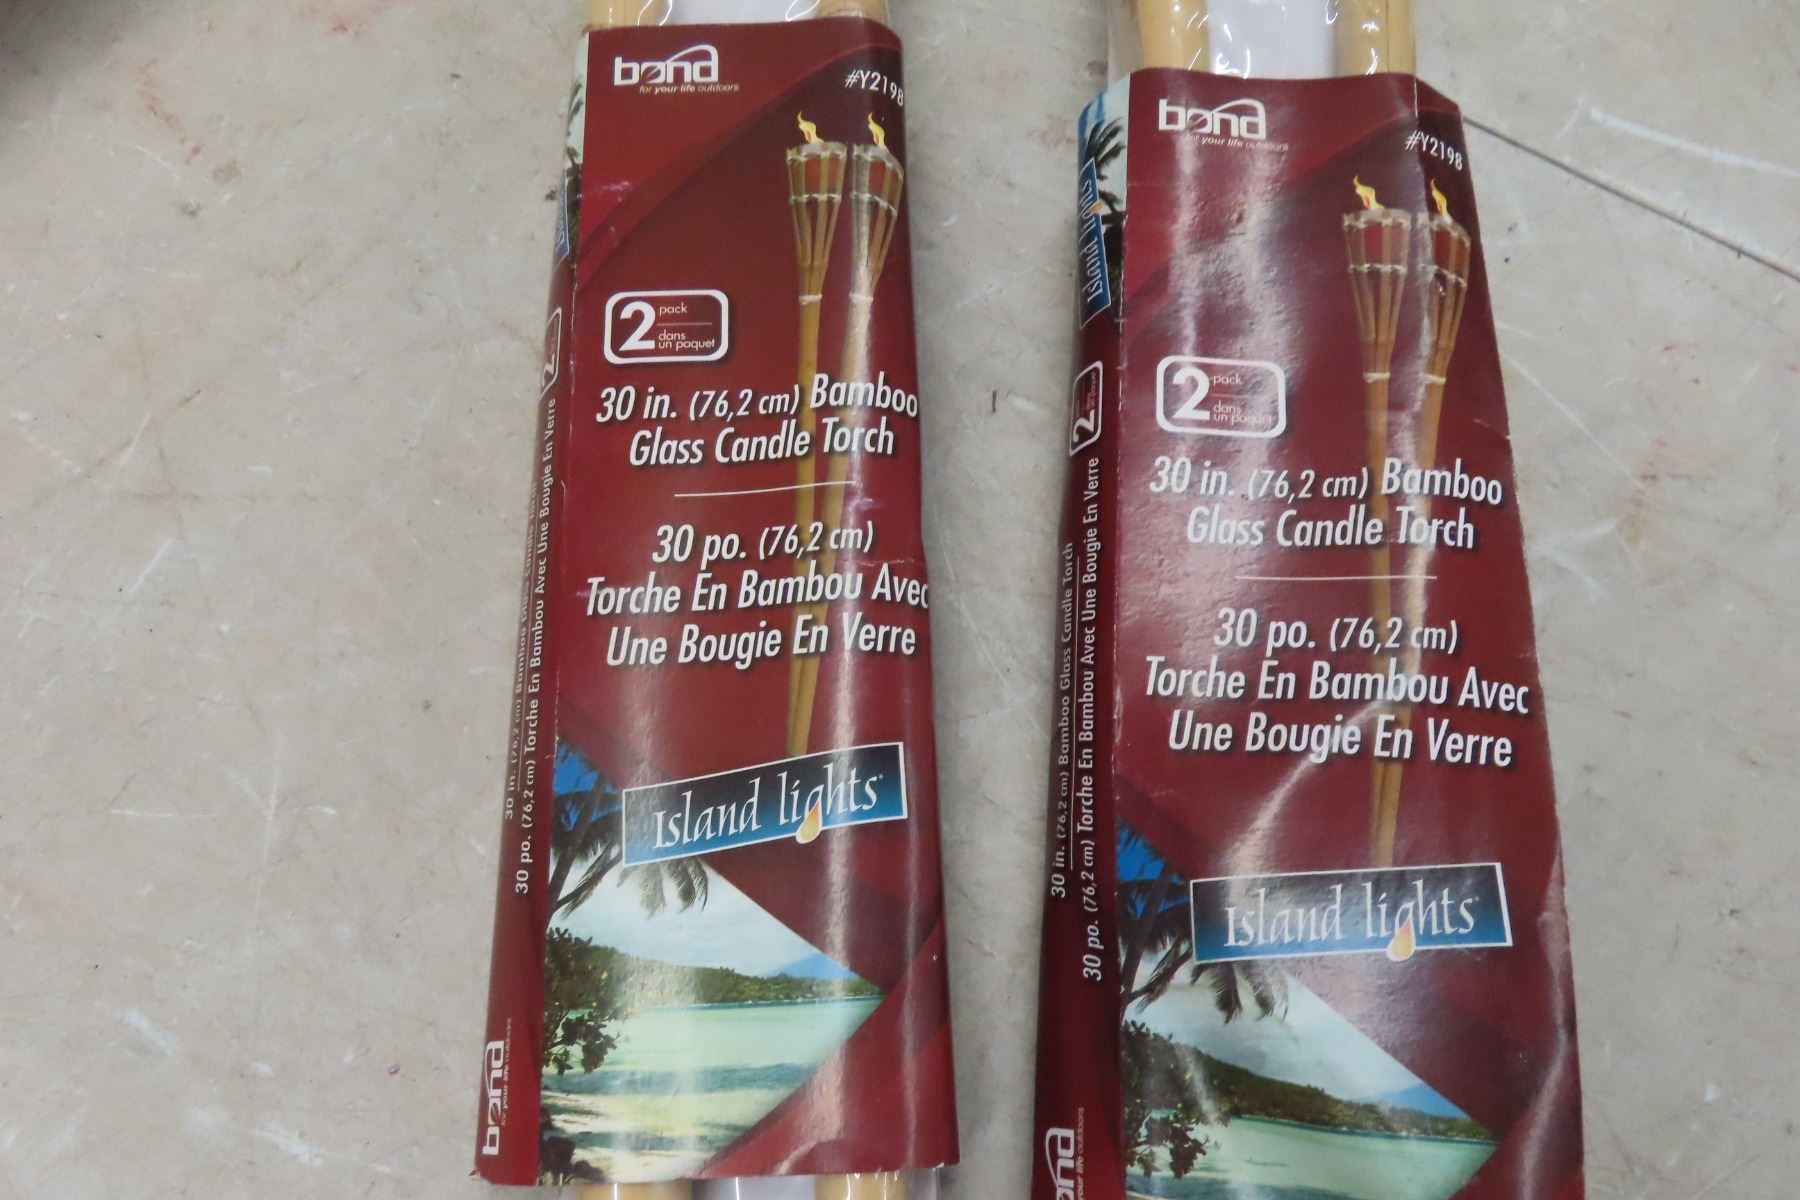 bond
for your life outdoors
#Y2198
2 pack
dans
un paquet
30 in. (76,2 cm) Bamboo
Glass Candle Torch
30 po. (76,2 cm)
Torche En Bambou Avec
Une Bougie En Verre
Island lights
2
30 in. (76,2 cm) Bamboo Glass Candle Torch
30 po. (76,2 cm) Torche En Bambou Avec Une Bougie En Verre
bond
for your life outdoors
bond
for your life outdoors
#Y2198
Island lights
2 pack
dans
un paquet
30 in. (76,2 cm) Bamboo
Glass Candle Torch
30 po. (76,2 cm)
Torche En Bambou Avec
Une Bougie En Verre
Island lights
2
30 in. (76,2 cm) Bamboo Glass Candle Torch
30 po. (76,2 cm) Torche En Bambou Avec Une Bougie En Verre
bond
your life outdoors